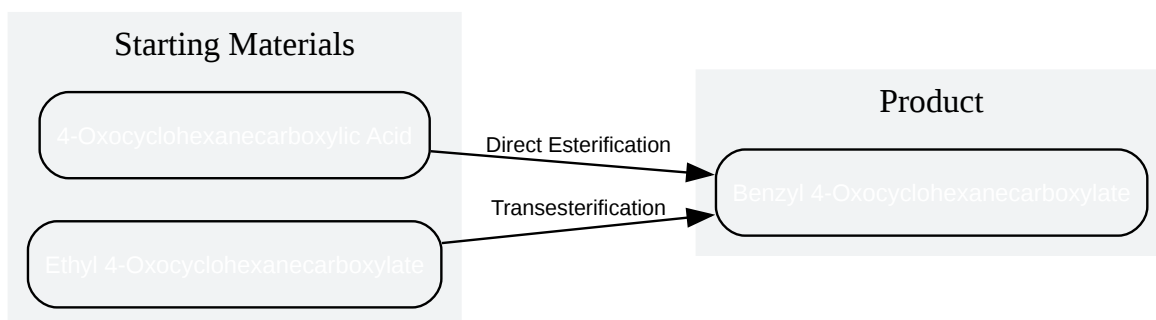 Starting Materials
4-Oxocyclohexanecarboxylic Acid
Ethyl 4-Oxocyclohexanecarboxylate
Direct Esterification
Transesterification
Product
Benzyl 4-Oxocyclohexanecarboxylate